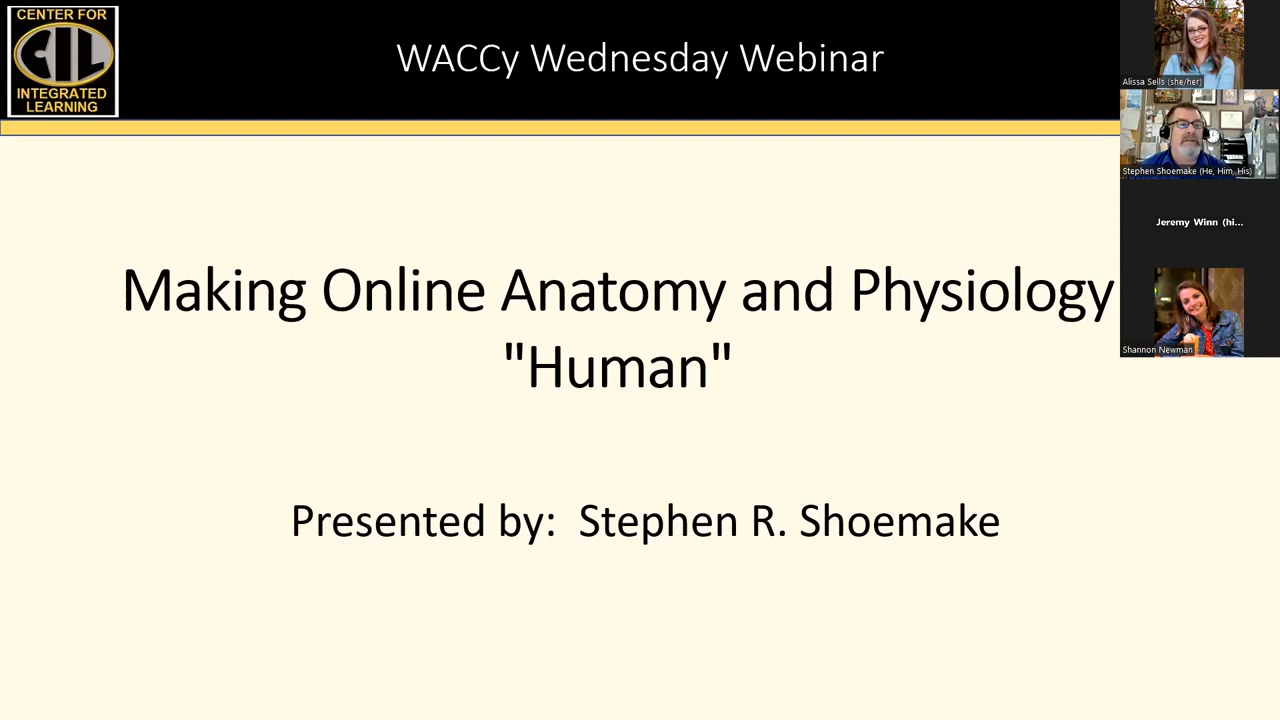 CENTER FOR
CIL
INTEGRATED
LEARNING
WACCy Wednesday Webinar
Making Online Anatomy and Physiology
"Human"
Presented by: Stephen R. Shoemake
Alissa Sells (she/her)
Stephen Shoemake (He, Him, His)
Jeremy Winn (hi...
Shannon Newman